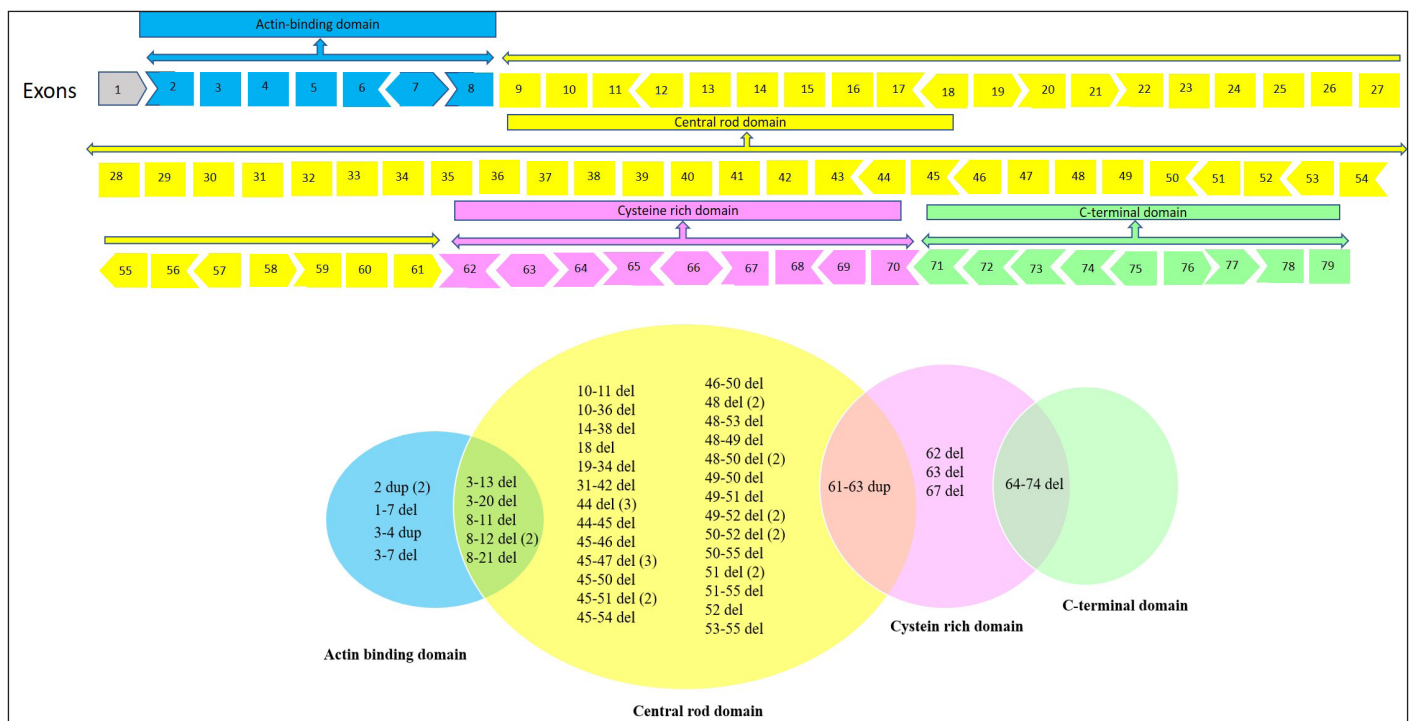 Actin-binding domain
Exons 1 2 3 4 5 6 7 8 9 10 11 12 13 14 15 16 17 18 19 20 21 22 23 24 25 26 27
Central rod domain
28 29 30 31 32 33 34 35 36 37 38 39 40 41 42 43 44 45 46 47 48 49 50 51 52 53 54
Cysteine rich domain C-terminal domain
55 56 57 58 59 60 61 62 63 64 65 66 67 68 69 70 71 72 73 74 75 76 77 78 79
2 dup (2)
1-7 del
3-4 dup
3-7 del
Actin binding domain
3-13 del
3-20 del
8-11 del
8-12 del (2)
8-21 del
10-11 del
10-36 del
14-38 del
18 del
19-34 del
31-42 del
44 del (3)
44-45 del
45-46 del
45-47 del (3)
45-50 del
45-51 del (2)
45-54 del
46-50 del
48 del (2)
48-53 del
48-49 del
48-50 del (2)
49-50 del
49-51 del
49-52 del (2)
50-52 del (2)
50-55 del
51 del (2)
51-55 del
52 del
53-55 del
Central rod domain
61-63 dup
62 del
63 del
67 del
Cystein rich domain
64-74 del
C-terminal domain